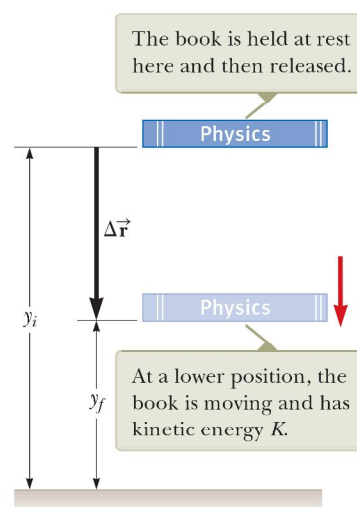 The book is held at rest
here and then released.
Physics
Δr⃗
Physics
yᵢ
At a lower position, the
book is moving and has
kinetic energy K.
y_f